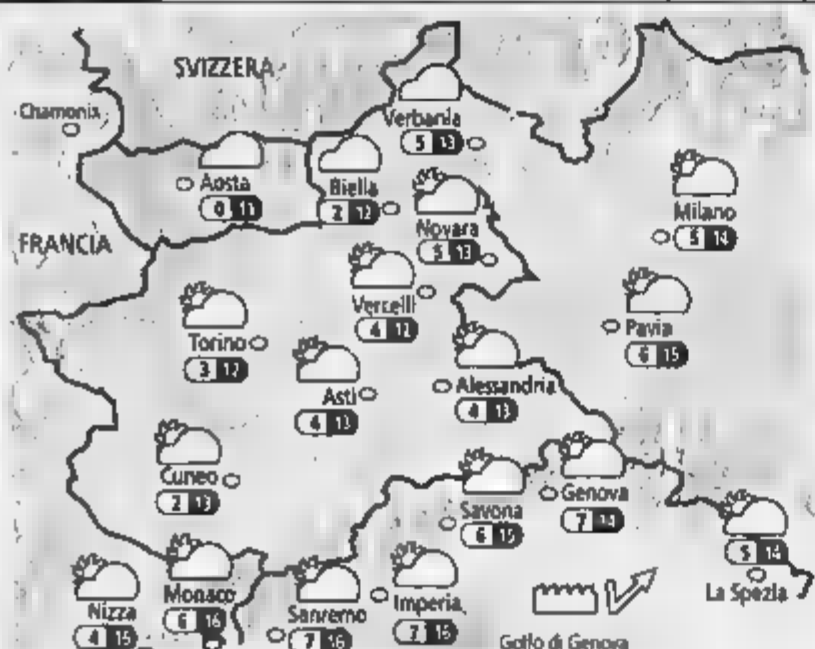 SVIZZERA
Chamonix
Verbania
5 13
Aosta
0 11
Biella
2 12
Novara
5 13
Milano
5 14
FRANCIA
Vercelli
4 12
Torino
3 12
Pavia
6 15
Asti
4 13
Alessandria
4 13
Cuneo
2 13
Savona
6 15
Genova
7 14
La Spezia
5 14
Nizza
4 15
Monaco
6 16
Sanremo
7 16
Imperia
7 15
Golfo di Genova